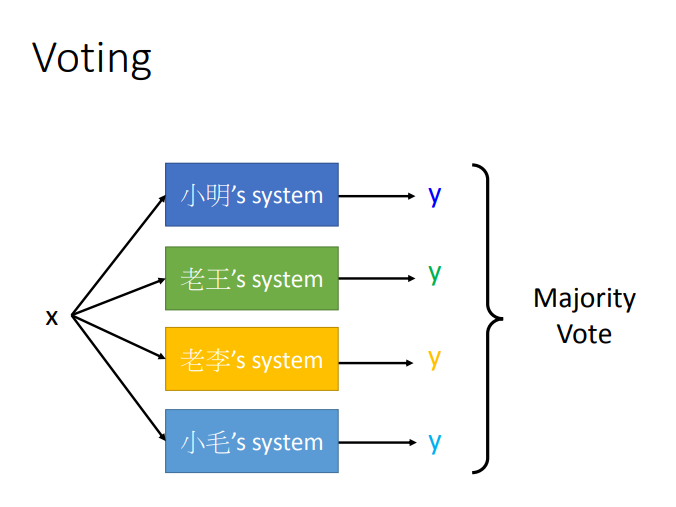 Voting
小明’s system
y
老王’s system
y
x
老李’s system
y
小毛’s system
y
Majority
Vote